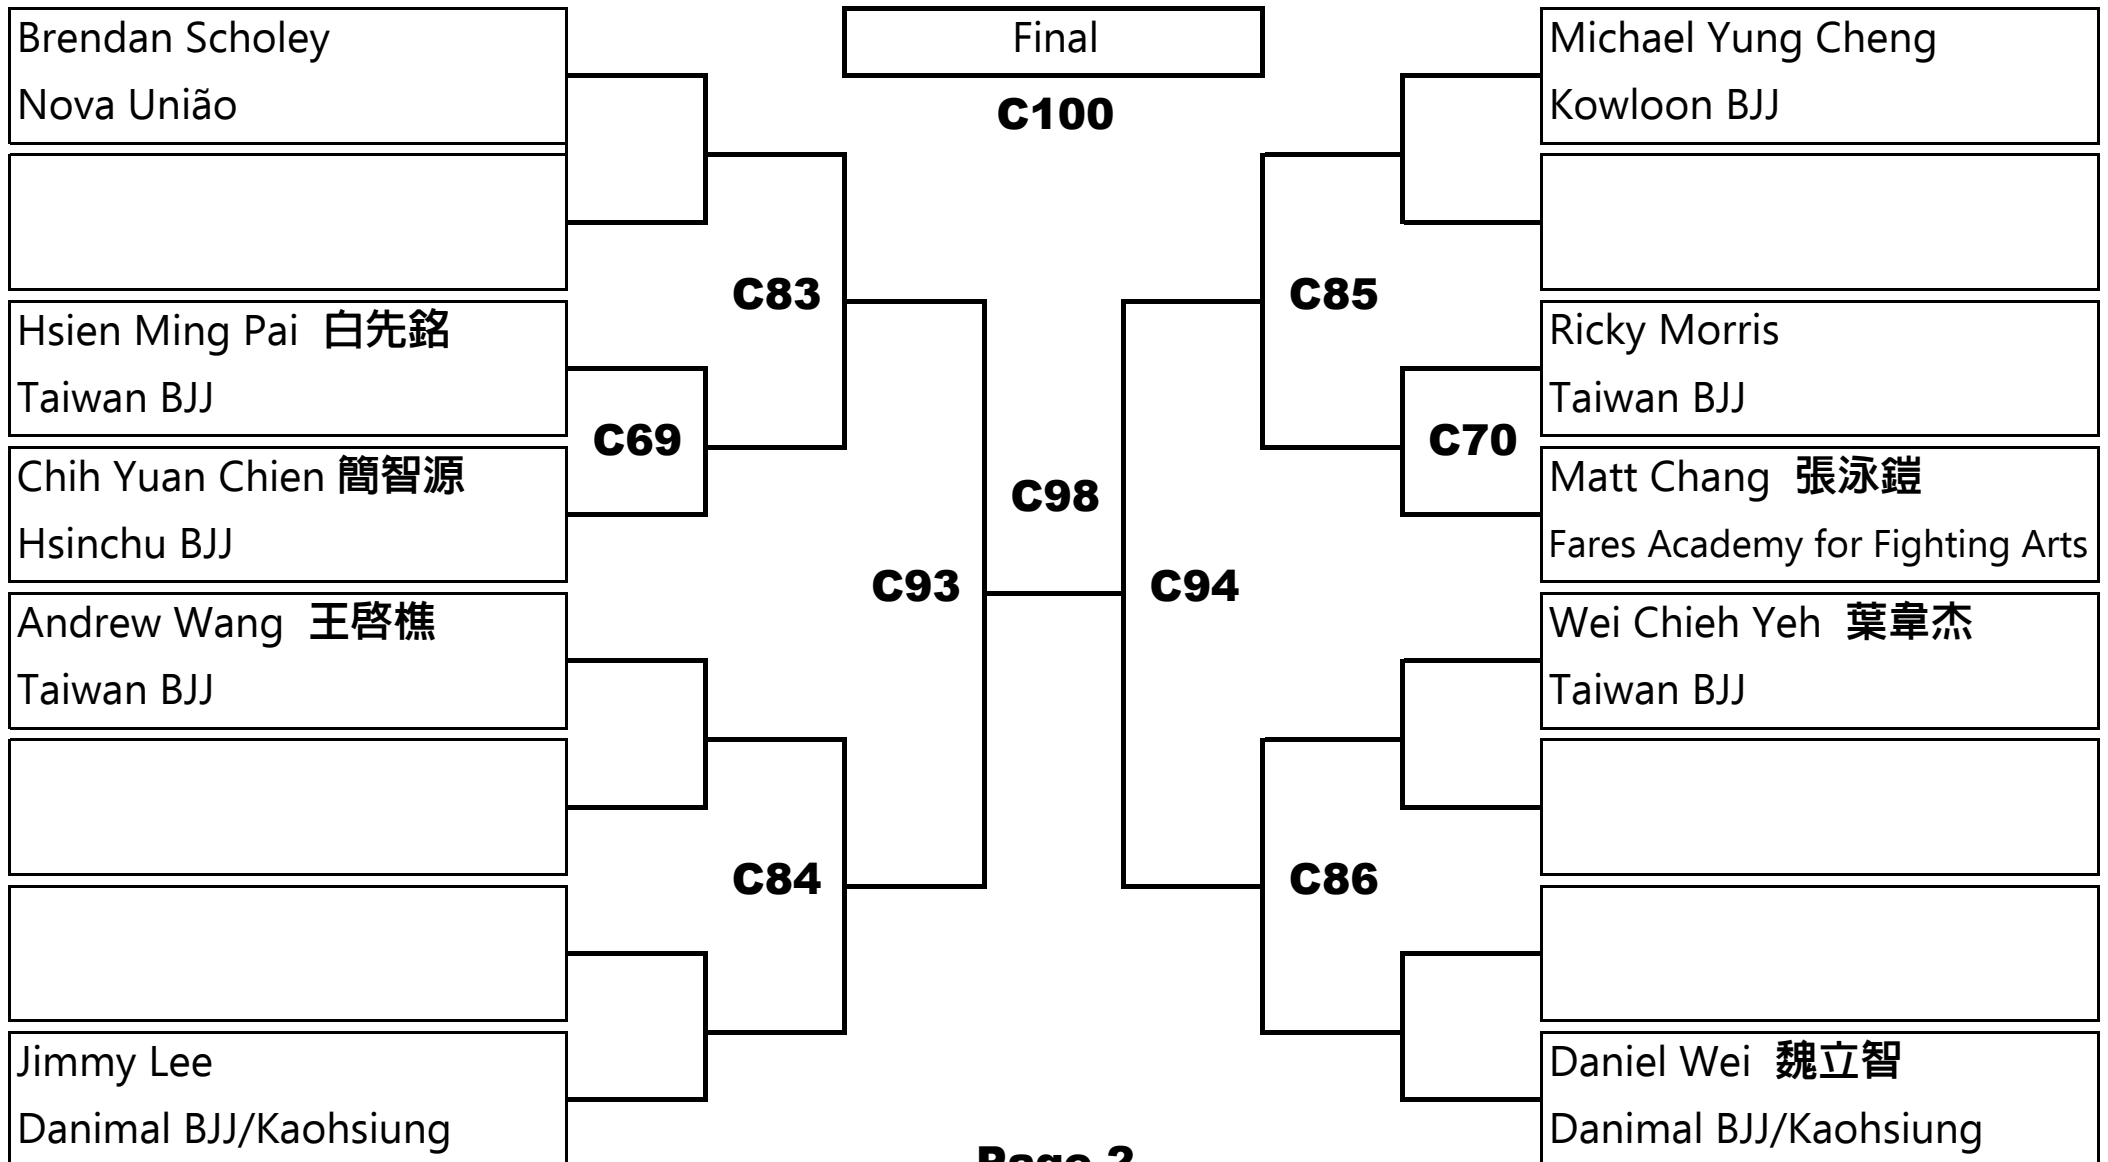 Brendan Scholey
Nova União
Hsien Ming Pai 白先銘
Taiwan BJJ
Chih Yuan Chien 簡智源
Hsinchu BJJ
Andrew Wang 王啓樵
Taiwan BJJ
Jimmy Lee
Danimal BJJ/Kaohsiung
C69
C83
C84
C93
Final
C100
C98
C94
C85
C86
C70
Michael Yung Cheng
Kowloon BJJ
Ricky Morris
Taiwan BJJ
Matt Chang 張泳鎧
Fares Academy for Fighting Arts
Wei Chieh Yeh 葉韋杰
Taiwan BJJ
Daniel Wei 魏立智
Danimal BJJ/Kaohsiung
Page 2